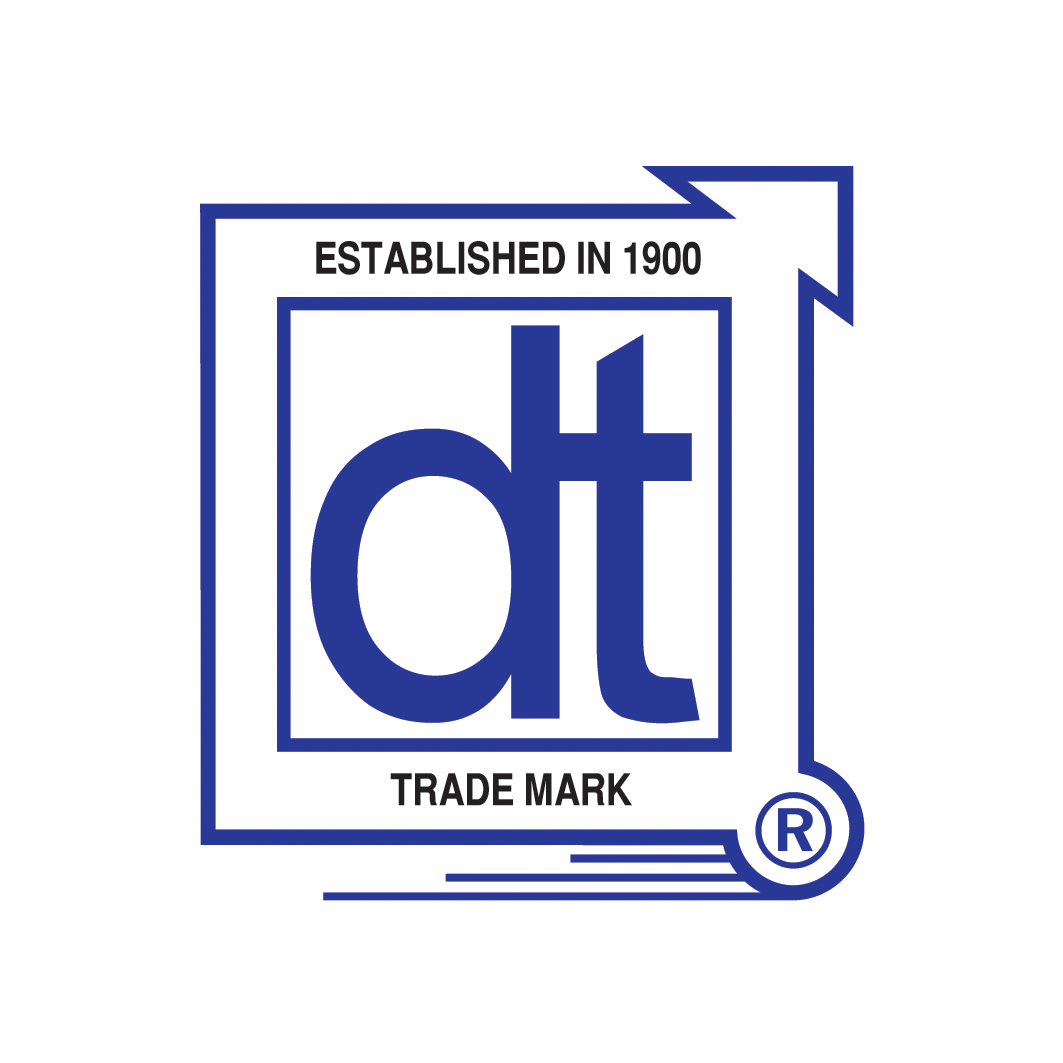 ESTABLISHED IN 1900
dt
TRADE MARK
®